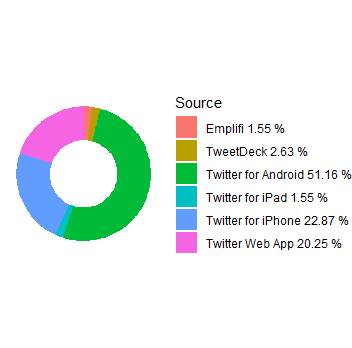 Source
Emplifi 1.55 %
TweetDeck 2.63 %
Twitter for Android 51.16 %
Twitter for iPad 1.55 %
Twitter for iPhone 22.87 %
Twitter Web App 20.25 %